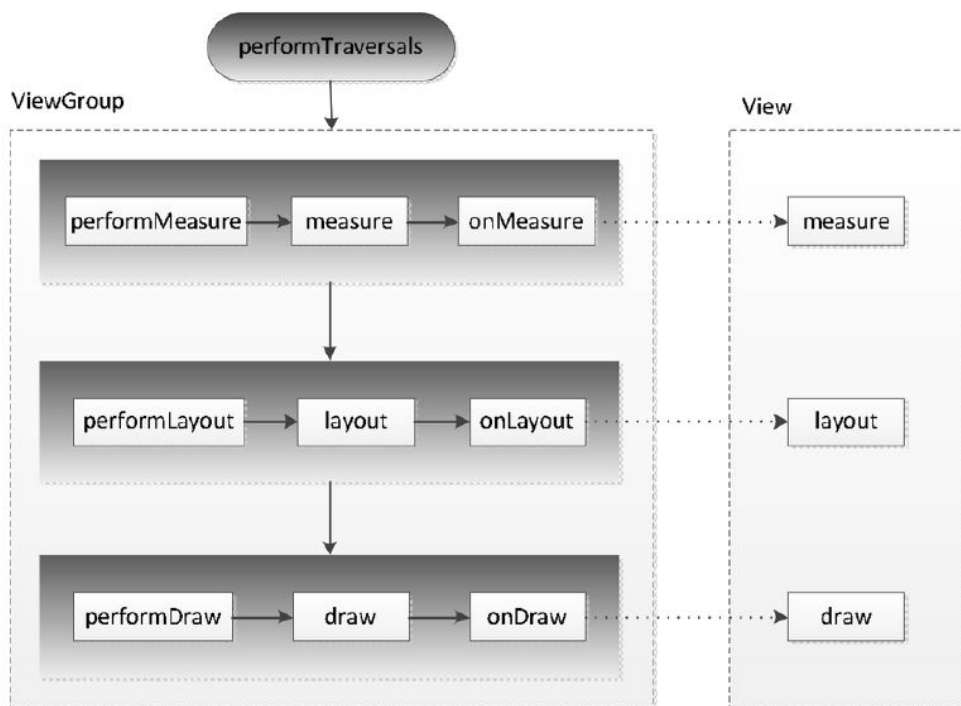 performTraversals
ViewGroup
View
performMeasure
measure
onMeasure
measure
performLayout
layout
onLayout
layout
performDraw
draw
onDraw
draw